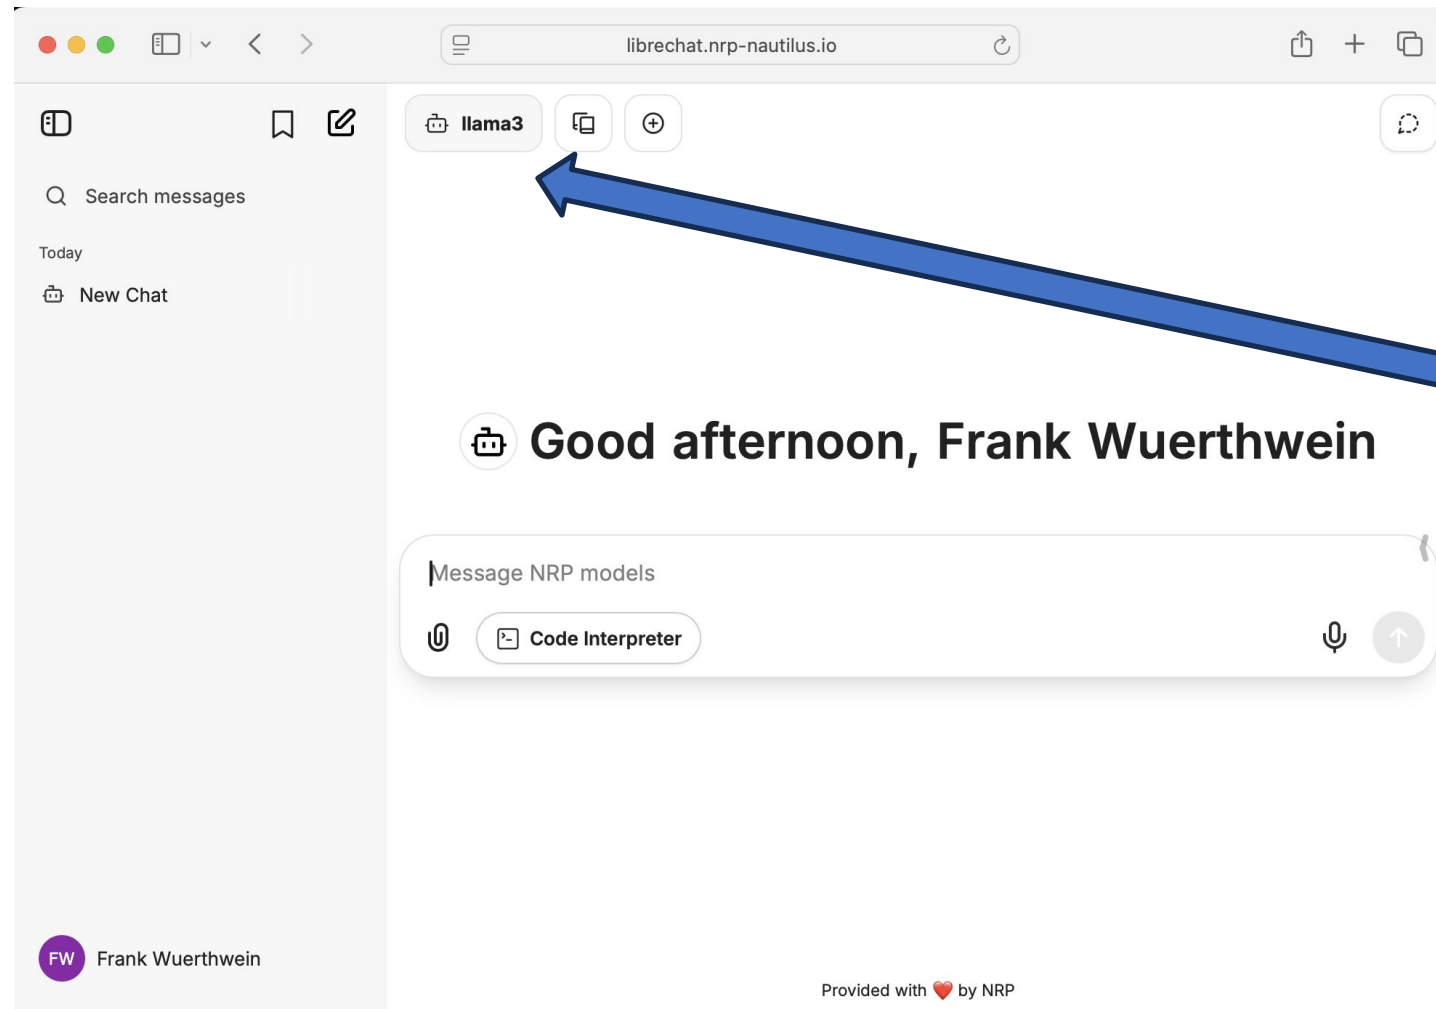 librechat.nrp-nautilus.io
llama3
Search messages
Today
New Chat
Good afternoon, Frank Wuerthwein
Message NRP models
Code Interpreter
FW Frank Wuerthwein
Provided with ❤️ by NRP